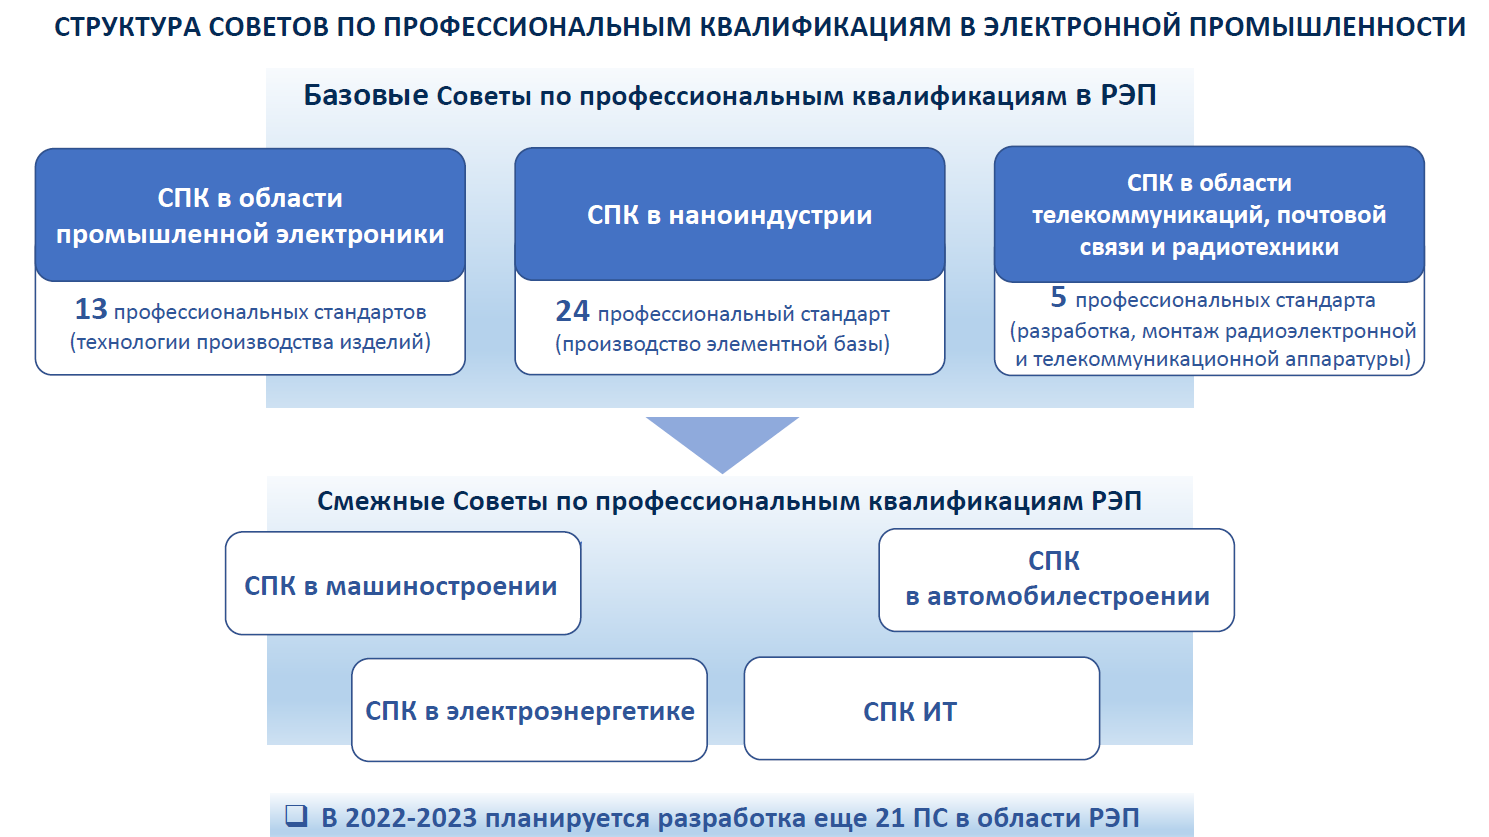 СТРУКТУРА СОВЕТОВ ПО ПРОФЕССИОНАЛЬНЫМ КВАЛИФИКАЦИЯМ В ЭЛЕКТРОННОЙ ПРОМЫШЛЕННОСТИ
Базовые Советы по профессиональным квалификациям в РЭП
СПК в области
промышленной электроники
13 профессиональных стандартов
(технологии производства изделий)
СПК в наноиндустрии
24 профессиональный стандарт
(производство элементной базы)
СПК в области
телекоммуникаций, почтовой
связи и радиотехники
5 профессиональных стандарта
(разработка, монтаж радиоэлектронной
и телекоммуникационной аппаратуры)
Смежные Советы по профессиональным квалификациям РЭП
СПК в машиностроении
СПК
в автомобилестроении
СПК в электроэнергетике
СПК ИТ
❑ В 2022-2023 планируется разработка еще 21 ПС в области РЭП